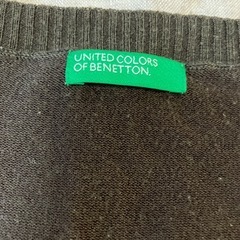 UNITED COLORS
OF BENETTON.